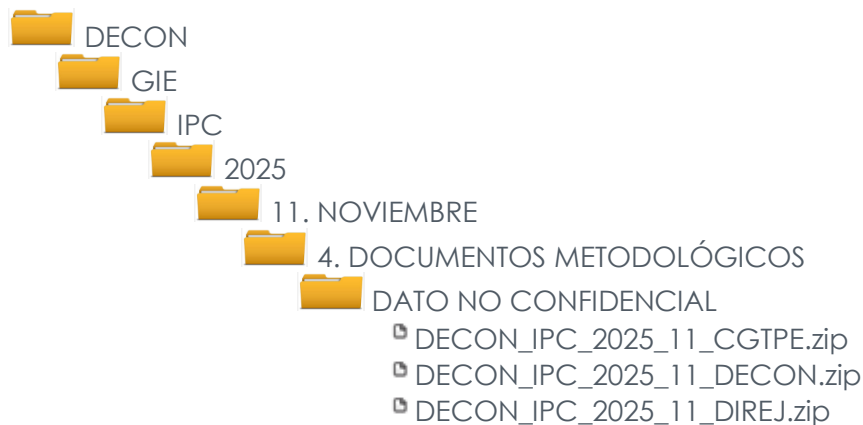 DECON
GIE
IPC
2025
11. NOVIEMBRE
4. DOCUMENTOS METODOLÓGICOS
DATO NO CONFIDENCIAL
DECON_IPC_2025_11_CGTPE.zip
DECON_IPC_2025_11_DECON.zip
DECON_IPC_2025_11_DIREJ.zip